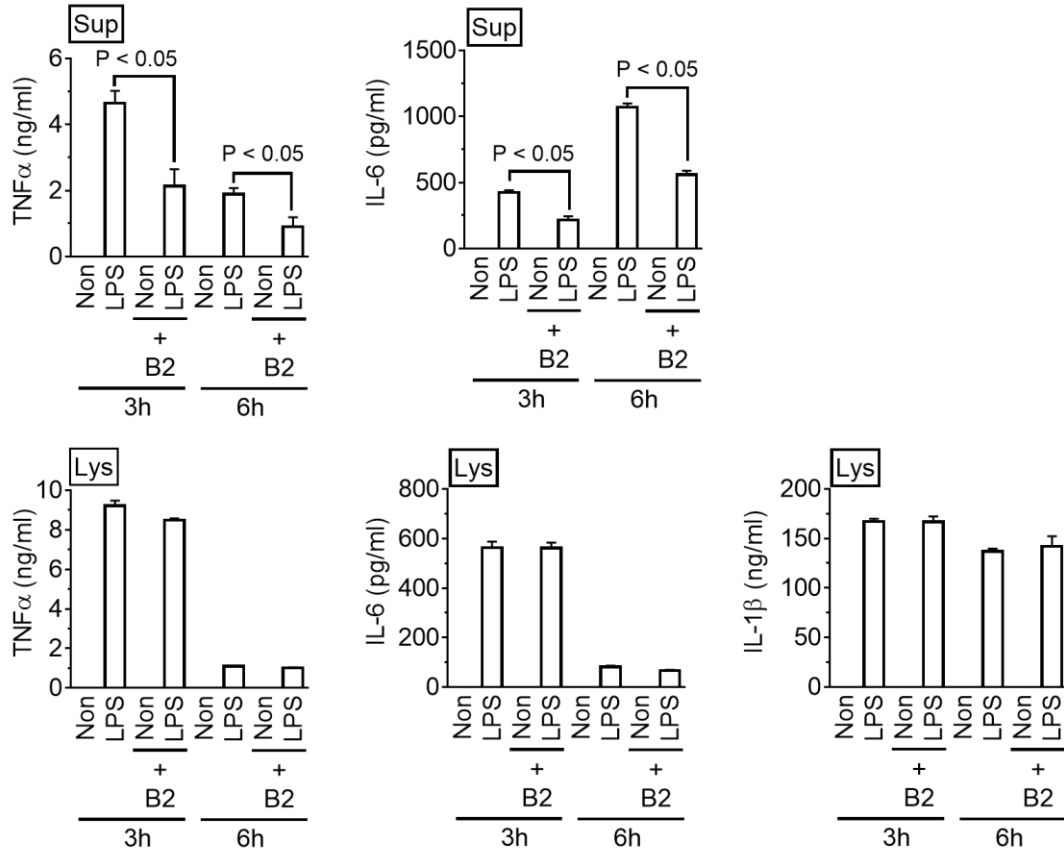 Sup
TNFα (ng/ml)
6
4
2
0
P < 0.05
P < 0.05
Non LPS Non LPS Non LPS Non LPS
+ +
B2 B2
3h 6h
Sup
IL-6 (pg/ml)
1500
1000
500
0
P < 0.05
P < 0.05
Non LPS Non LPS Non LPS Non LPS
+ +
B2 B2
3h 6h
Lys
TNFα (ng/ml)
10
8
6
4
2
0
Non LPS Non LPS Non LPS Non LPS
+ +
B2 B2
3h 6h
Lys
IL-6 (pg/ml)
800
600
400
200
0
Non LPS Non LPS Non LPS Non LPS
+ +
B2 B2
3h 6h
Lys
IL-1β (ng/ml)
200
150
100
50
0
Non LPS Non LPS Non LPS Non LPS
+ +
B2 B2
3h 6h